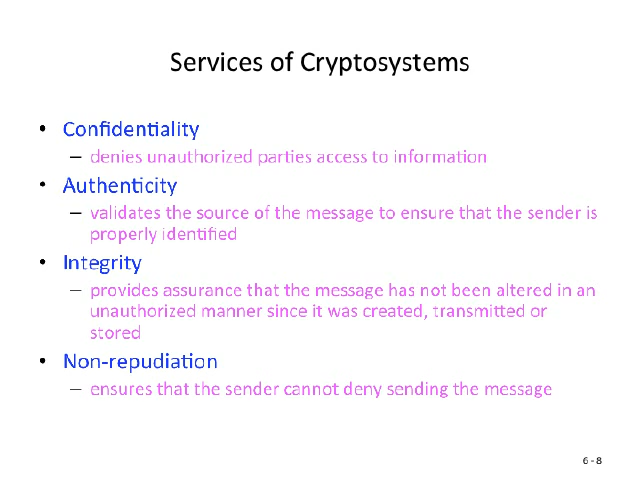 Services of Cryptosystems
• Confidentiality
– denies unauthorized parties access to information
• Authenticity
– validates the source of the message to ensure that the sender is
properly identified
• Integrity
– provides assurance that the message has not been altered in an
unauthorized manner since it was created, transmitted or
stored
• Non-repudiation
– ensures that the sender cannot deny sending the message
6 - 8